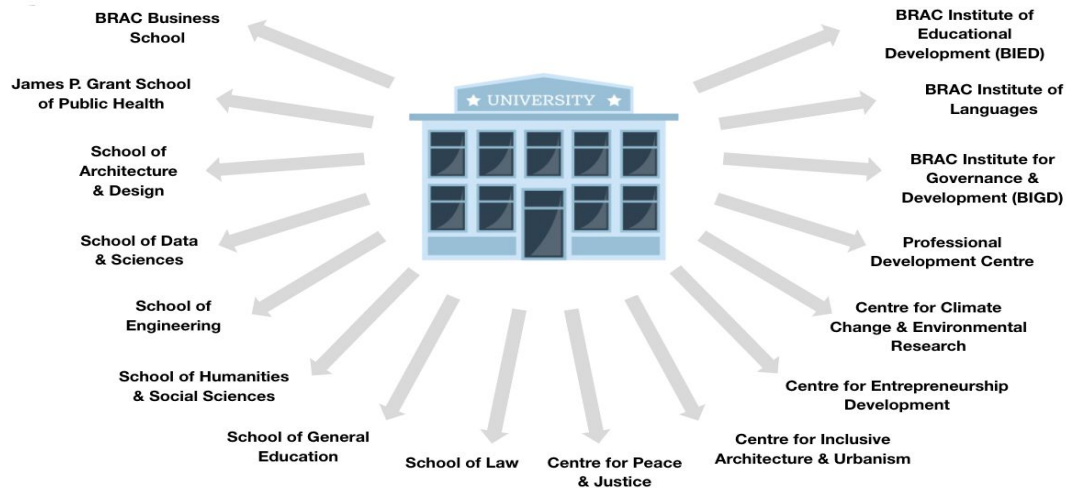 BRAC Business
School
James P. Grant School
of Public Health
School of
Architecture
& Design
School of Data
& Sciences
School of
Engineering
School of Humanities
& Social Sciences
School of General
Education
School of Law
Centre for Peace
& Justice
UNIVERSITY
BRAC Institute of
Educational
Development (BIED)
BRAC Institute of
Languages
BRAC Institute for
Governance &
Development (BIGD)
Professional
Development Centre
Centre for Climate
Change & Environmental
Research
Centre for Entrepreneurship
Development
Centre for Inclusive
Architecture & Urbanism